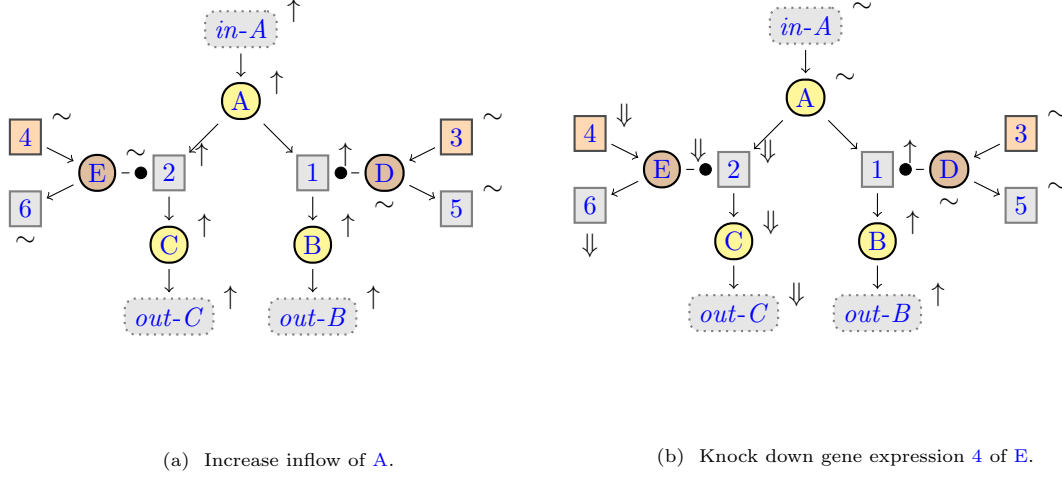 in-A ↑
A ↑
4 ~
E ~
2 ↑
1 ↑
D ~
3 ~
6 ~
5 ~
C ↑
B ↑
out-C ↑
out-B ↑
(a) Increase inflow of A.
in-A ~
A ~
4 ⇓
E ⇓
2 ⇓
1 ↑
D ~
3 ~
6 ⇓
5 ~
C ⇓
B ↑
out-C ⇓
out-B ↑
(b) Knock down gene expression 4 of E.